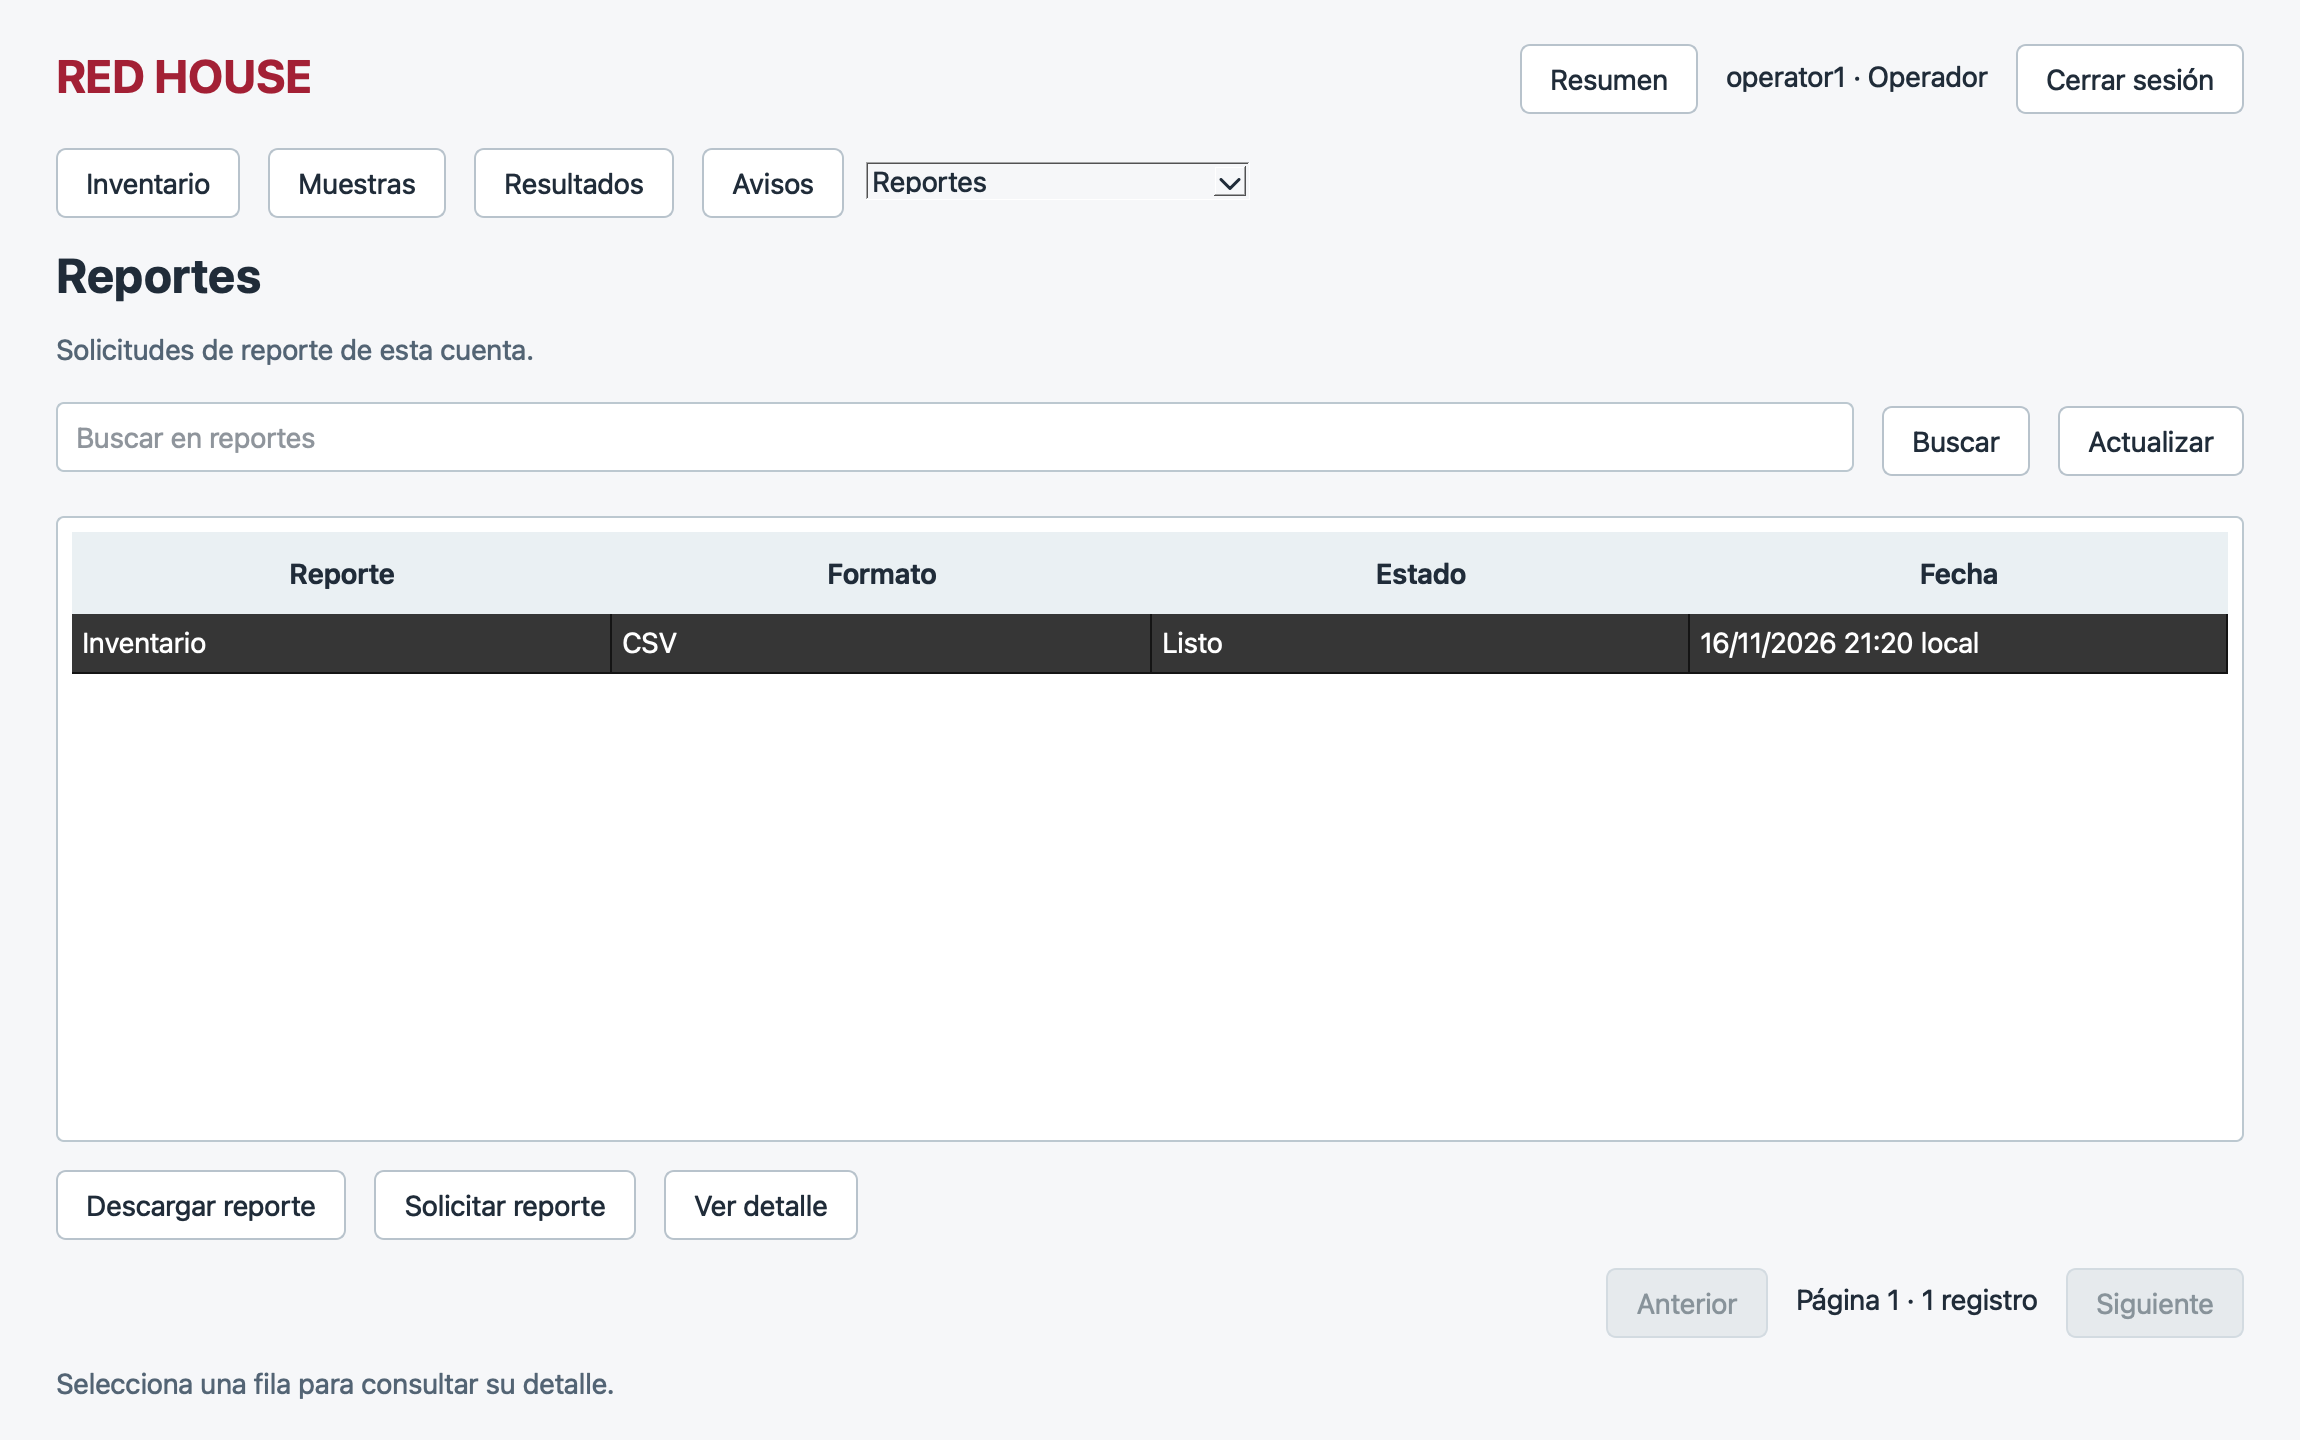 RED HOUSE
Resumen
operator1 · Operador
Cerrar sesión
Inventario
Muestras
Resultados
Avisos
Reportes
Reportes
Solicitudes de reporte de esta cuenta.
Buscar en reportes
Buscar
Actualizar
Reporte Formato Estado Fecha
Inventario CSV Listo 16/11/2026 21:20 local
Descargar reporte
Solicitar reporte
Ver detalle
Anterior
Página 1 · 1 registro
Siguiente
Selecciona una fila para consultar su detalle.